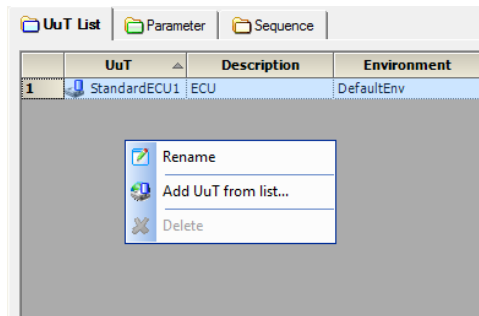 UuT List Parameter Sequence
UuT Description Environment
1 StandardECU1 ECU DefaultEnv
Rename
Add UuT from list...
Delete